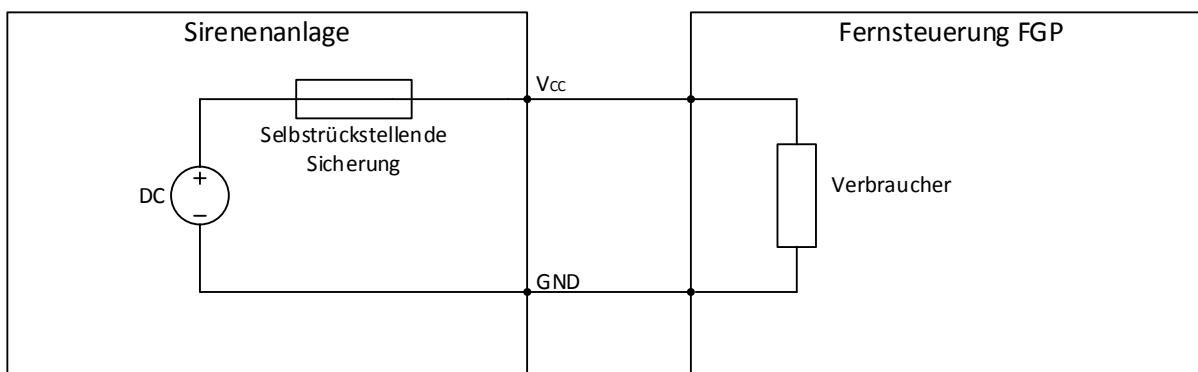 Sirenenanlage
Fernsteuerung FGP
Vcc
Selbstrückstellende
Sicherung
+
DC
−
Verbraucher
GND